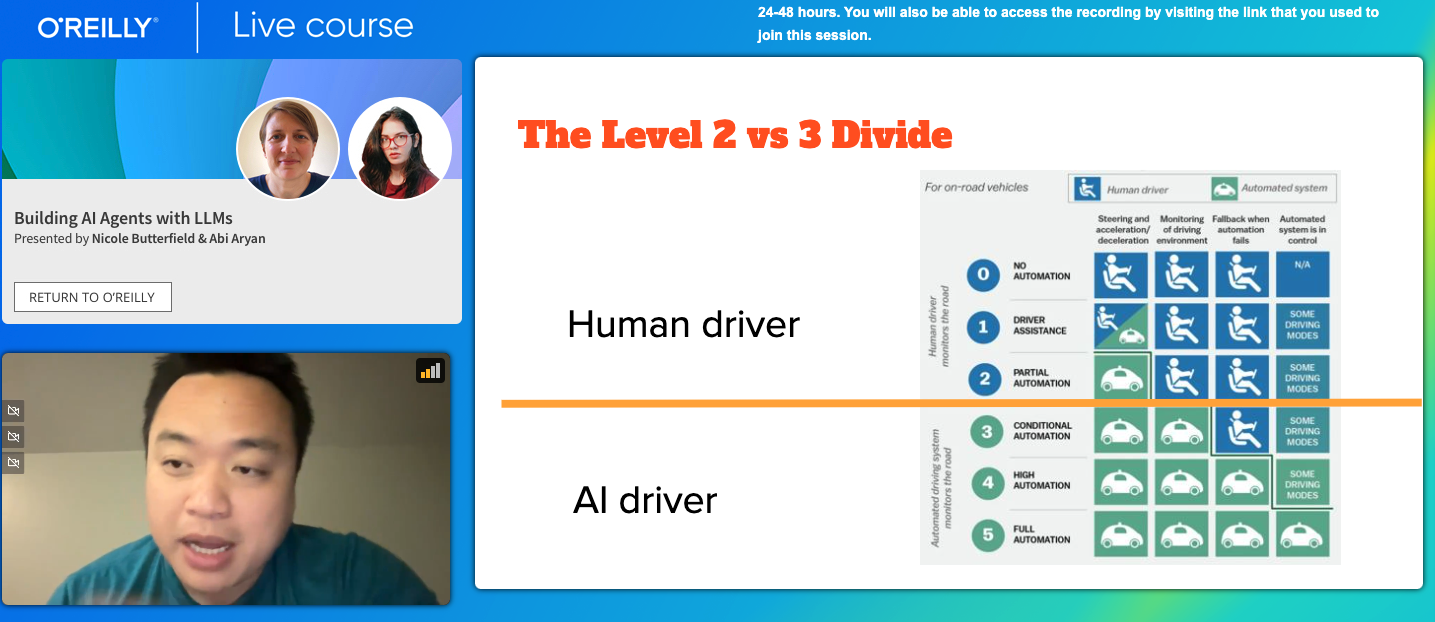 O'REILLY® Live course
24-48 hours. You will also be able to access the recording by visiting the link that you used to
join this session.
Building AI Agents with LLMs
Presented by Nicole Butterfield & Abi Aryan
RETURN TO O'REILLY
The Level 2 vs 3 Divide
Human driver
AI driver
For on-road vehicles
Human driver
Automated system
Steering and
acceleration/
deceleration
Monitoring
of driving
environment
Fallback when
automation
fails
Automated
system is in
control
Human driver
monitors the road
0
NO
AUTOMATION
N/A
1
DRIVER
ASSISTANCE
SOME
DRIVING
MODES
2
PARTIAL
AUTOMATION
SOME
DRIVING
MODES
Automated driving system
monitors the road
3
CONDITIONAL
AUTOMATION
SOME
DRIVING
MODES
4
HIGH
AUTOMATION
SOME
DRIVING
MODES
5
FULL
AUTOMATION